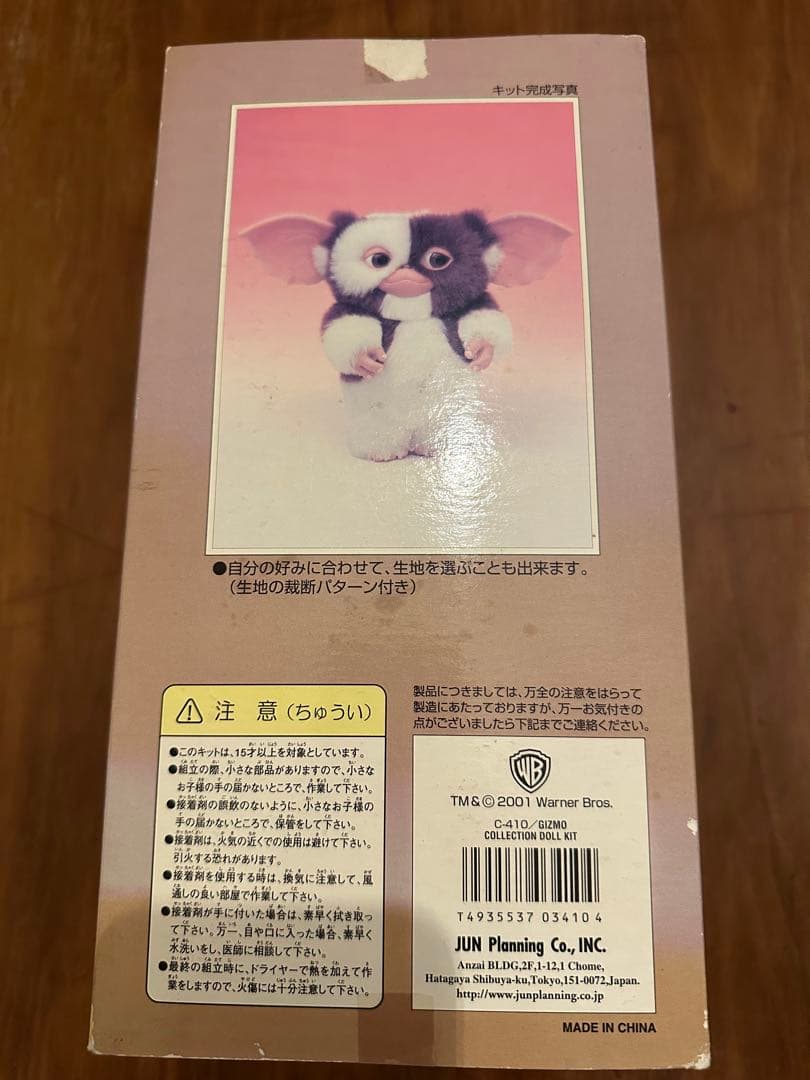 キット完成写真
●自分の好みに合わせて、生地を選ぶことも出来ます。
(生地の裁断パターン付き)
注 意(ちゅうい)
●このキットは、15才以上を対象としています。
●組立の際、小さな部品がありますので、小さな
お子様の手の届かないところで、作業して下さい。
●接着剤の誤飲のないように、小さなお子様の
手の届かないところで、保管をして下さい。
●接着剤は、火気の近くでの使用は避けて下さい。
引火する恐れがあります。
●接着剤を使用する時は、換気に注意して、風
通しの良い部屋で作業して下さい。
●接着剤が手に付いた場合は、素早く拭き取っ
て下さい。万一、目や口に入った場合、素早く
水洗いをし、医師に相談して下さい。
●最終の組立時に、ドライヤーで熱を加えて作
業をしますので、火傷には十分注意して下さい。
製品につきましては、万全の注意をはらって
製造にあたっておりますが、万一お気付きの
点がございましたら下記までご連絡ください。
WB
TM&©2001 Warner Bros.
C-410/GIZMO
COLLECTION DOLL KIT
T4935537 034104
JUN Planning Co., INC.
Anzai BLDG,2F,1-12,1 Chome,
Hatagaya Shibuya-ku,Tokyo,151-0072,Japan.
http://www.junplanning.co.jp
MADE IN CHINA